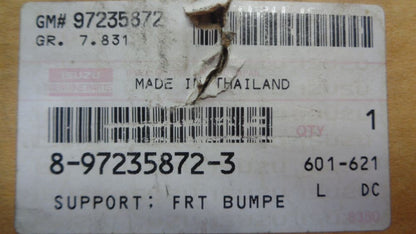 GM# 97235872
GR. 7.831
ISUZU
MADE IN THAILAND
QTY 1
8-97235872-3 601-621
L DC
SUPPORT; FRT BUMPE